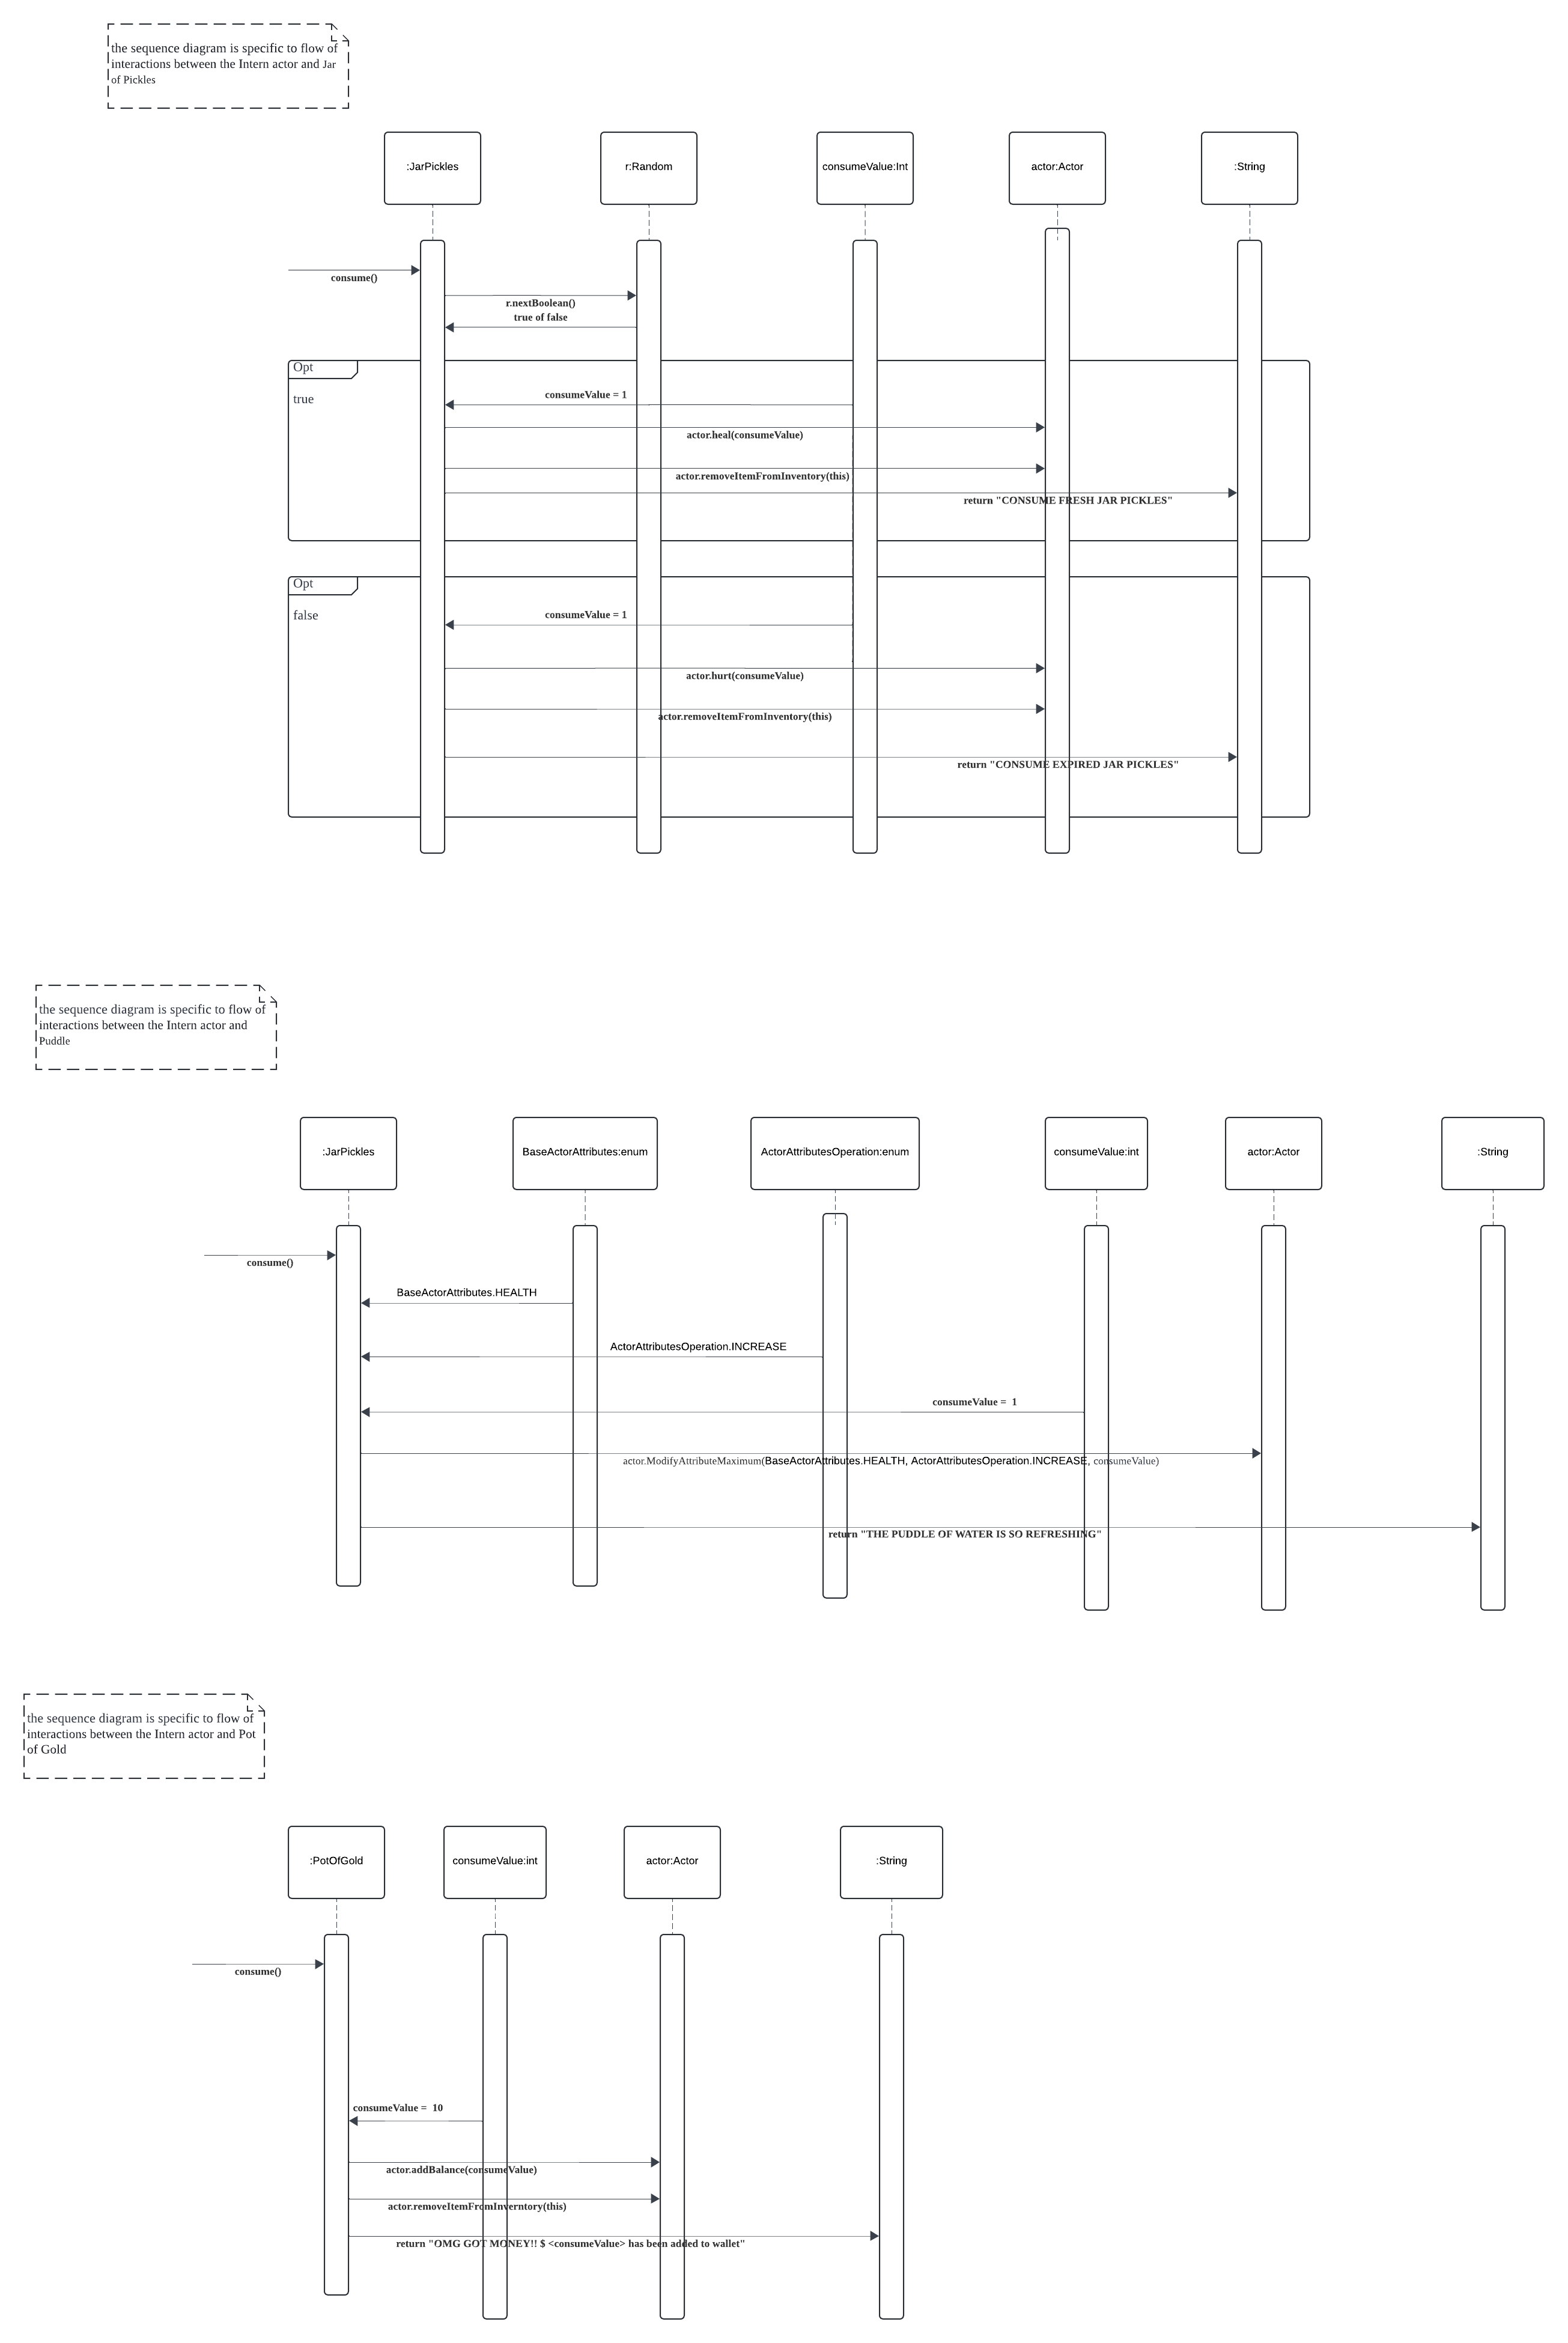 the sequence diagram is specific to flow of
interactions between the Intern actor and Jar
of Pickles
:JarPickles
r:Random
consumeValue:Int
actor:Actor
:String
consume()
r.nextBoolean()
true of false
Opt
true
consumeValue = 1
actor.heal(consumeValue)
actor.removeItemFromInventory(this)
return "CONSUME FRESH JAR PICKLES"
Opt
false
consumeValue = 1
actor.hurt(consumeValue)
actor.removeItemFromInventory(this)
return "CONSUME EXPIRED JAR PICKLES"
the sequence diagram is specific to flow of
interactions between the Intern actor and
Puddle
:JarPickles
BaseActorAttributes:enum
ActorAttributesOperation:enum
consumeValue:int
actor:Actor
:String
consume()
BaseActorAttributes.HEALTH
ActorAttributesOperation.INCREASE
consumeValue = 1
actor.ModifyAttributeMaximum(BaseActorAttributes.HEALTH, ActorAttributesOperation.INCREASE, consumeValue)
return "THE PUDDLE OF WATER IS SO REFRESHING"
the sequence diagram is specific to flow of
interactions between the Intern actor and Pot
of Gold
:PotOfGold
consumeValue:int
actor:Actor
:String
consume()
consumeValue = 10
actor.addBalance(consumeValue)
actor.removeItemFromInverntory(this)
return "OMG GOT MONEY!! $ <consumeValue> has been added to wallet"